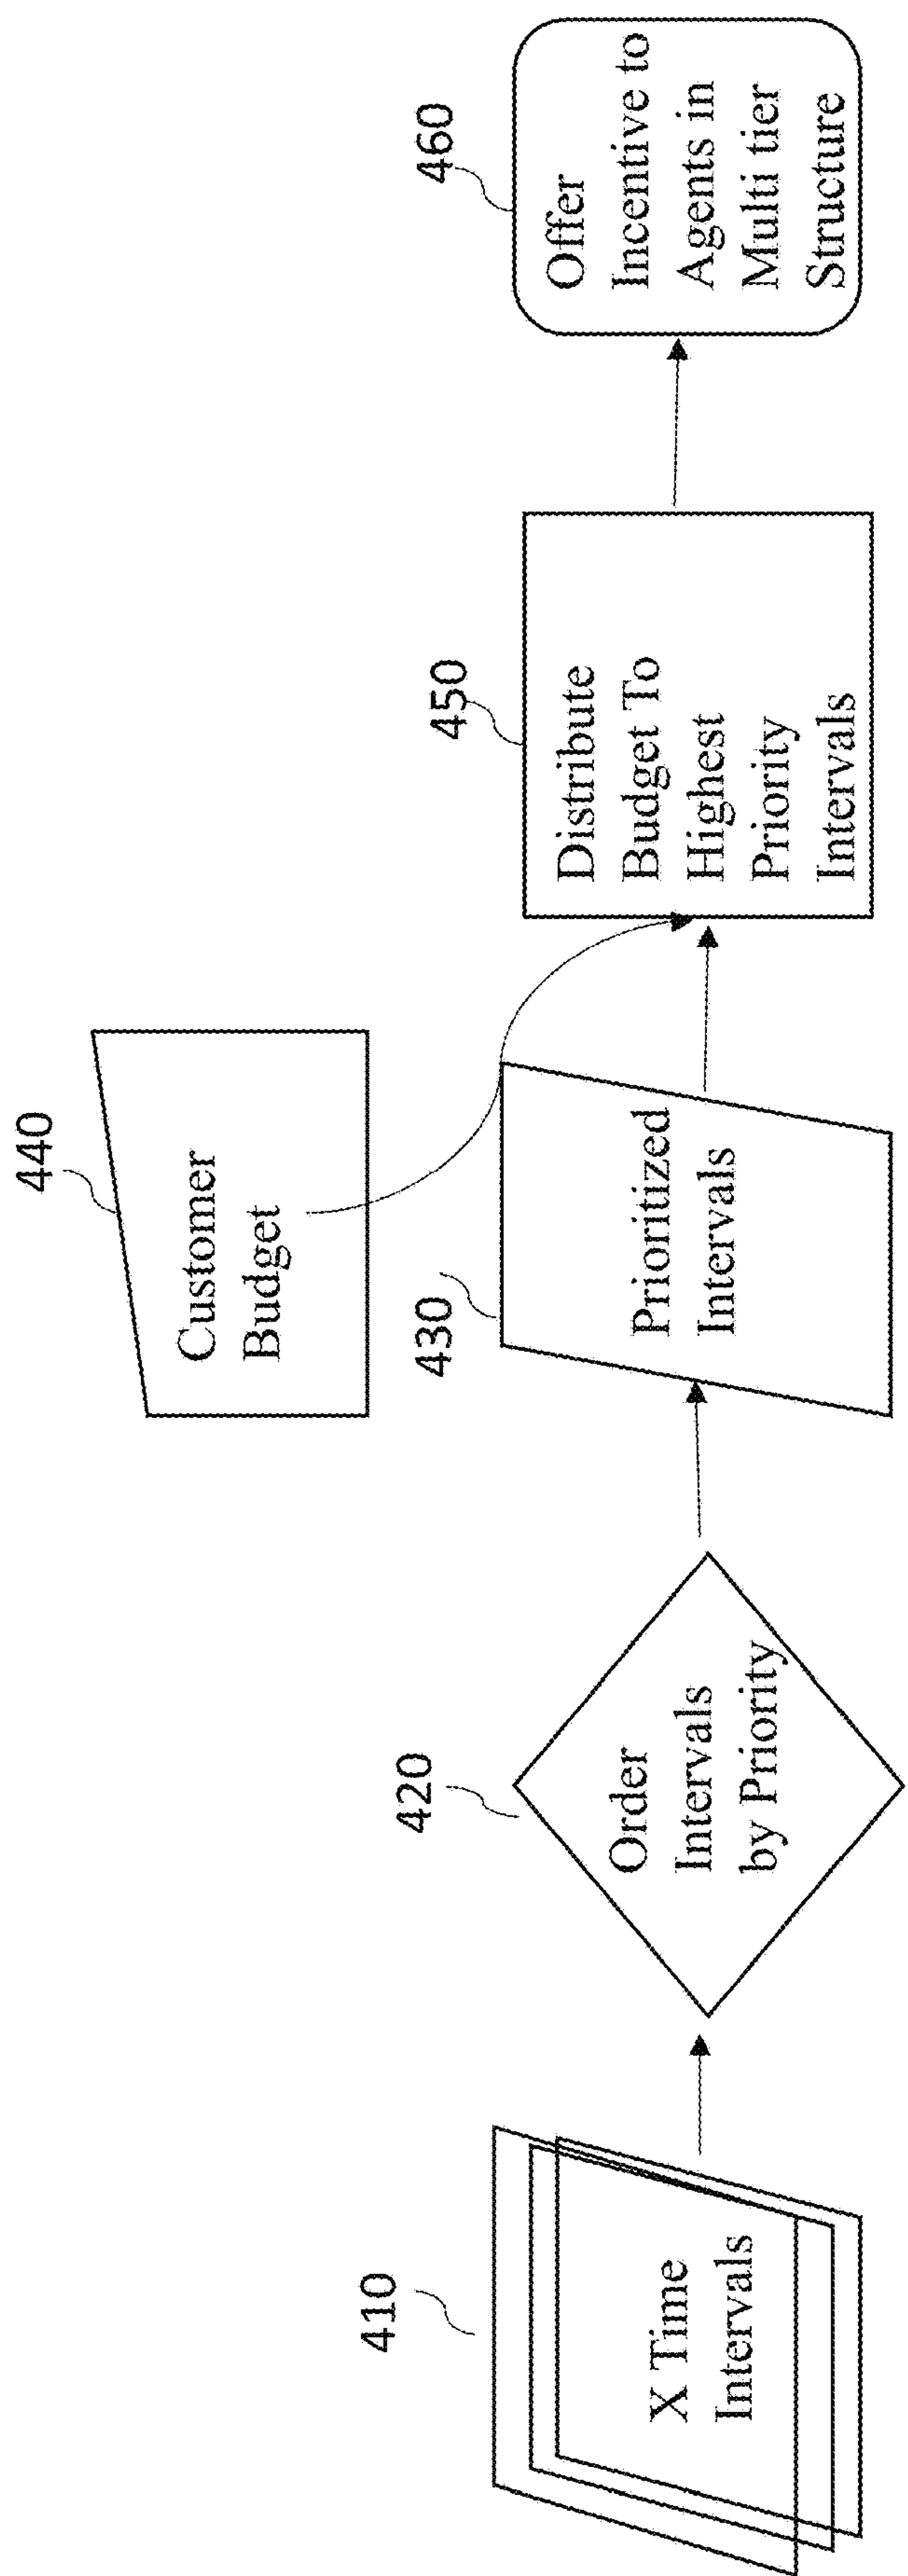 410
X Time
Intervals
420
Order
Intervals
by Priority
430
Prioritized
Intervals
440
Customer
Budget
450
Distribute
Budget To
Highest
Priority
Intervals
460
Offer
Incentive to
Agents in
Multi tier
Structure